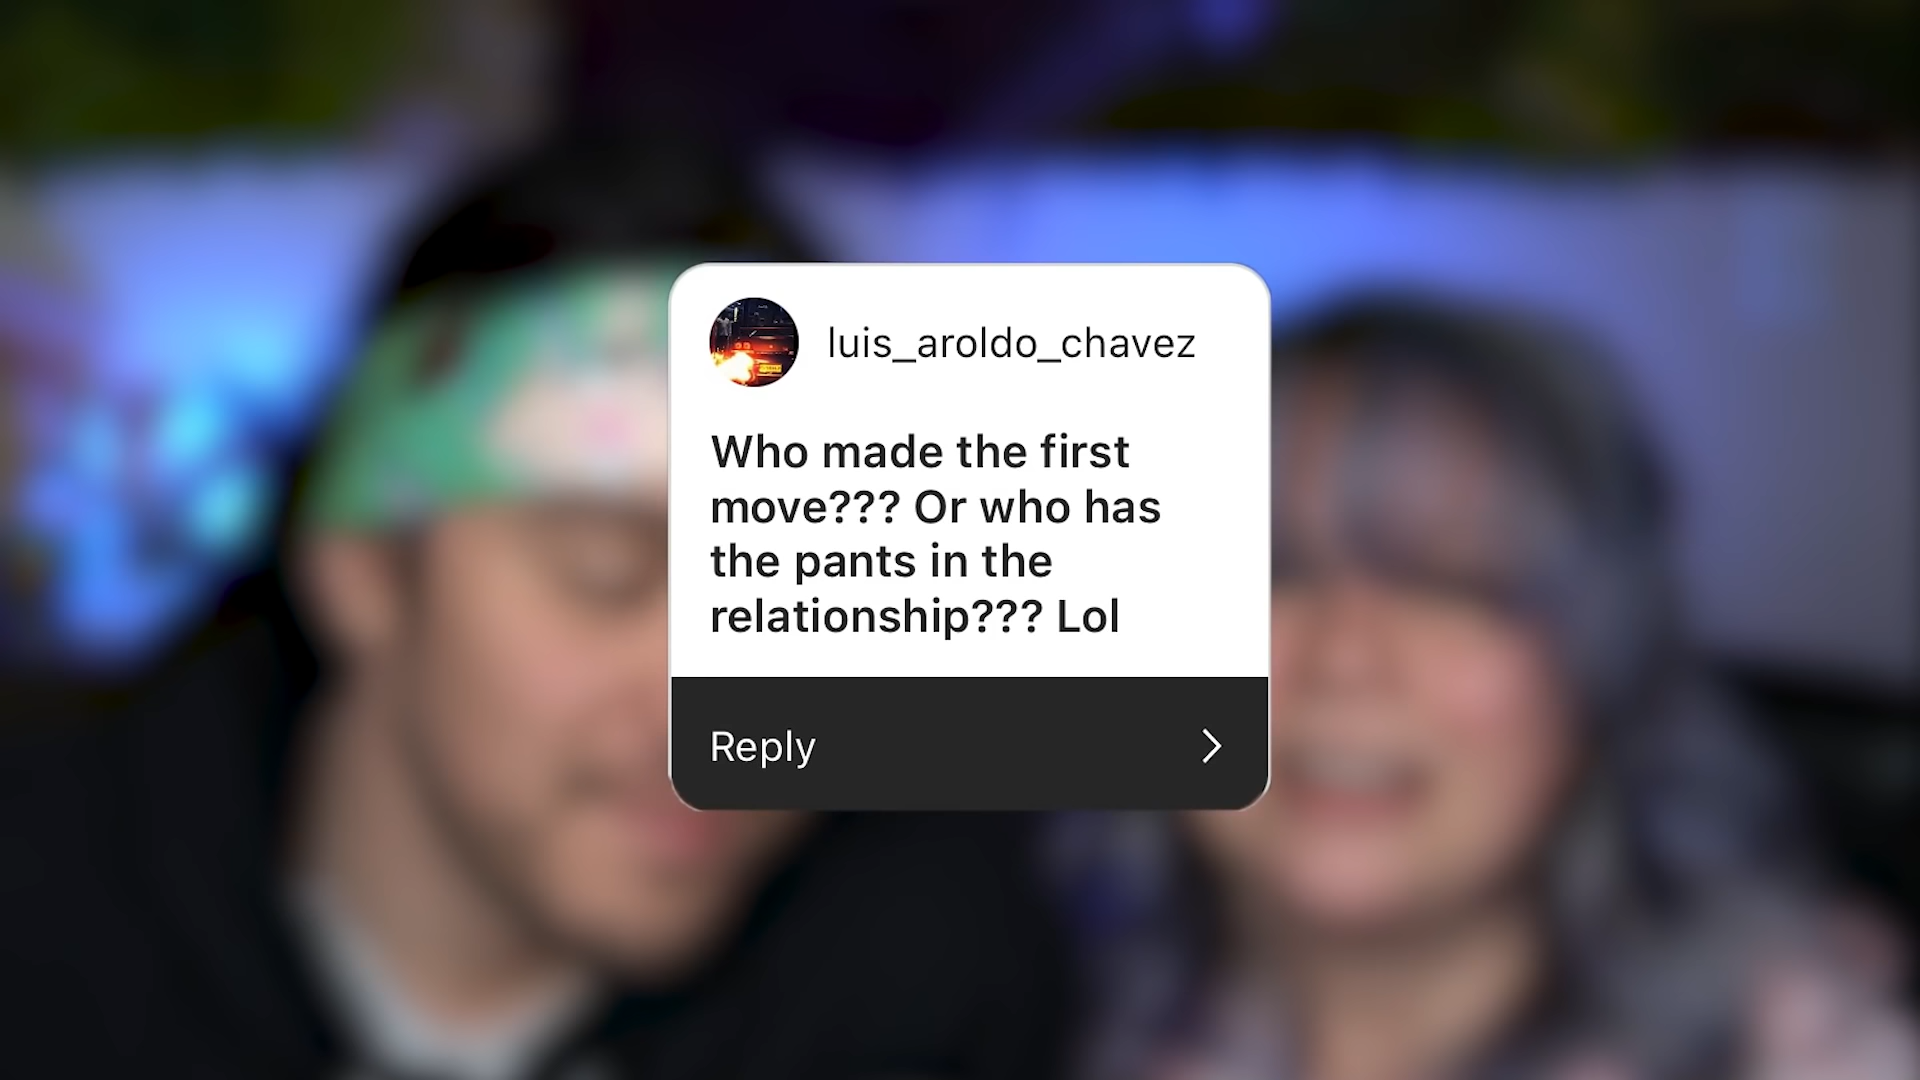 luis_aroldo_chavez
Who made the first
move??? Or who has
the pants in the
relationship??? Lol
Reply